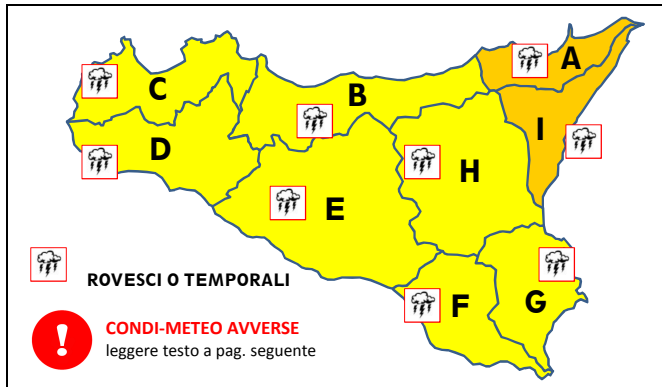 A
C
B
I
D
H
E
F
G
ROVESCI O TEMPORALI
!
CONDI-METEO AVVERSE
leggere testo a pag. seguente